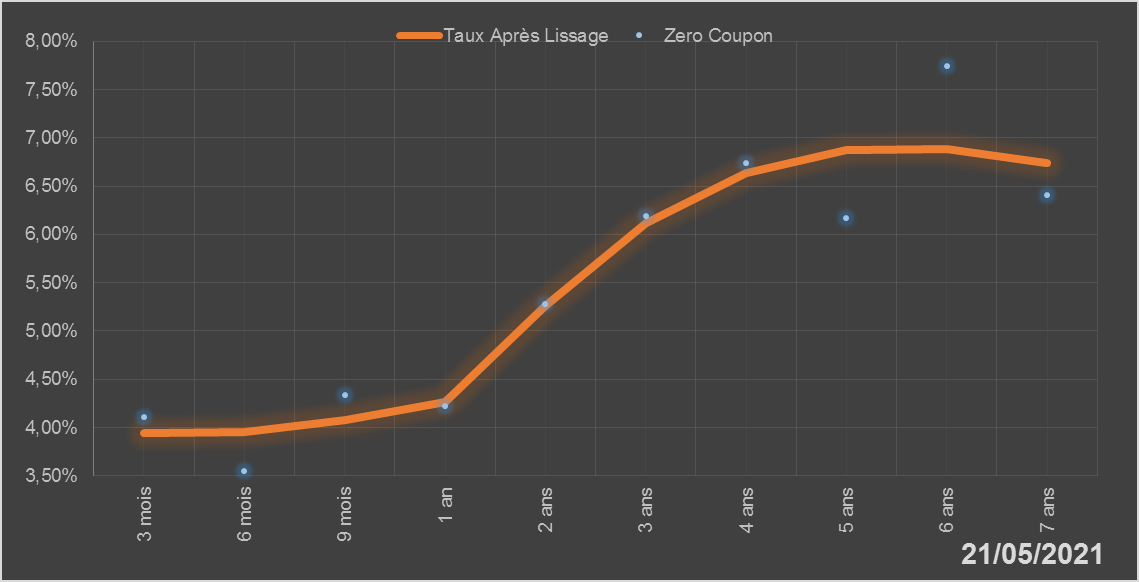 Taux Après Lissage Zero Coupon
8,00%
7,50%
7,00%
6,50%
6,00%
5,50%
5,00%
4,50%
4,00%
3,50%
3 mois
6 mois
9 mois
1 an
2 ans
3 ans
4 ans
5 ans
6 ans
7 ans
21/05/2021